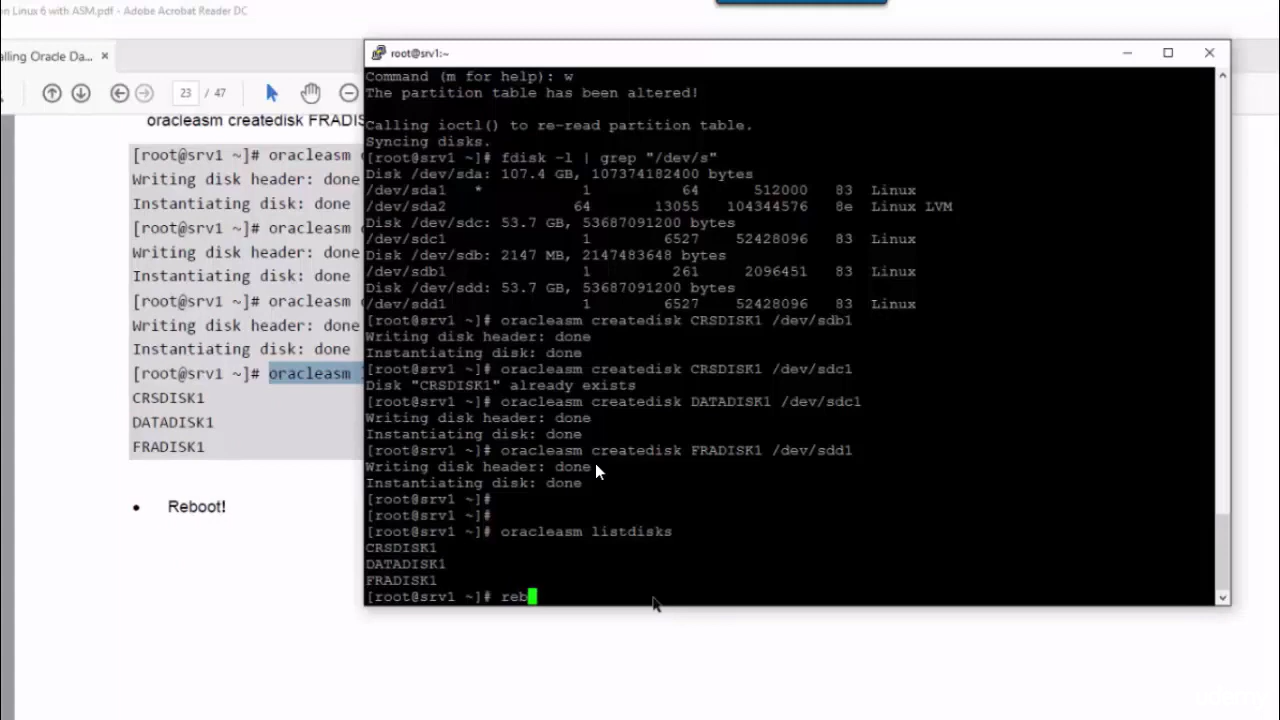 en Linux 6 with ASM.pdf - Adobe Acrobat Reader DC
alling Oracle Da... ×
23 / 47
oracleasm createdisk FRADIS
[root@srv1 ~]# oracleasm
Writing disk header: done
Instantiating disk: done
[root@srv1 ~]# oracleasm
Writing disk header: done
Instantiating disk: done
[root@srv1 ~]# oracleasm
Writing disk header: done
Instantiating disk: done
[root@srv1 ~]# oracleasm
CRSDISK1
DATADISK1
FRADISK1
• Reboot!
root@srv1:~
Command (m for help): w
The partition table has been altered!
Calling ioctl() to re-read partition table.
Syncing disks.
[root@srv1 ~]# fdisk -l | grep "/dev/s"
Disk /dev/sda: 107.4 GB, 107374182400 bytes
/dev/sda1 * 1 64 512000 83 Linux
/dev/sda2 64 13055 104344576 8e Linux LVM
Disk /dev/sdc: 53.7 GB, 53687091200 bytes
/dev/sdc1 1 6527 52428096 83 Linux
Disk /dev/sdb: 2147 MB, 2147483648 bytes
/dev/sdb1 1 261 2096451 83 Linux
Disk /dev/sdd: 53.7 GB, 53687091200 bytes
/dev/sdd1 1 6527 52428096 83 Linux
[root@srv1 ~]# oracleasm createdisk CRSDISK1 /dev/sdb1
Writing disk header: done
Instantiating disk: done
[root@srv1 ~]# oracleasm createdisk CRSDISK1 /dev/sdc1
Disk "CRSDISK1" already exists
[root@srv1 ~]# oracleasm createdisk DATADISK1 /dev/sdc1
Writing disk header: done
Instantiating disk: done
[root@srv1 ~]# oracleasm createdisk FRADISK1 /dev/sdd1
Writing disk header: done
Instantiating disk: done
[root@srv1 ~]#
[root@srv1 ~]#
[root@srv1 ~]# oracleasm listdisks
CRSDISK1
DATADISK1
FRADISK1
[root@srv1 ~]# reb